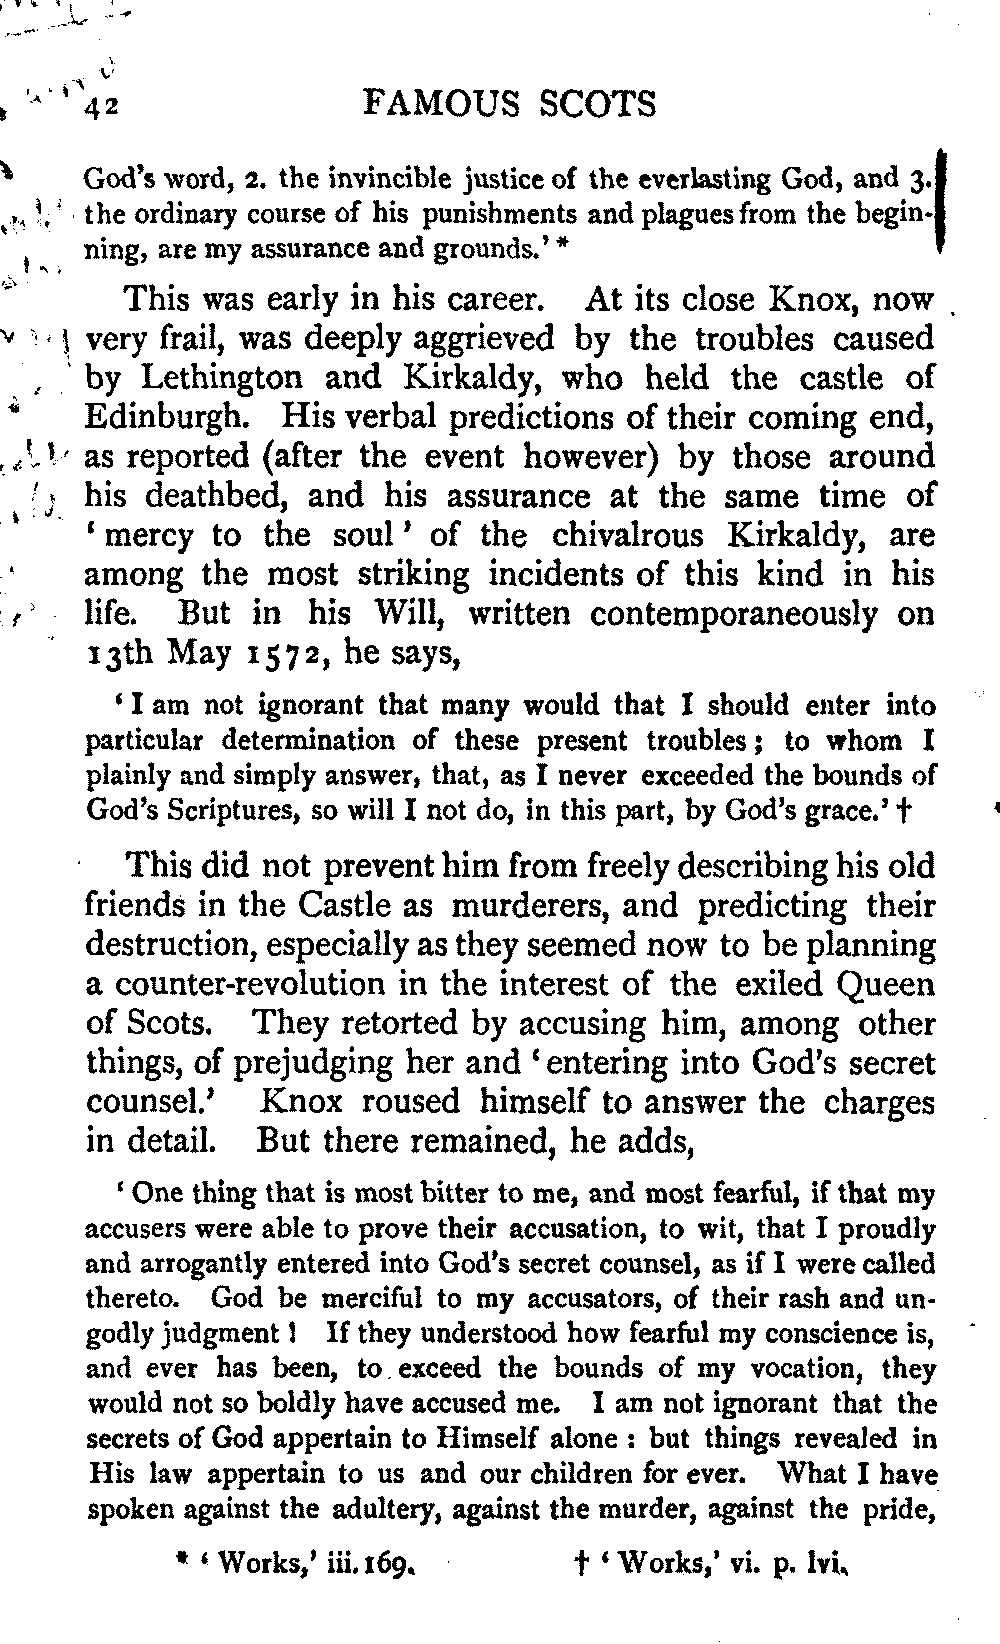 42 FAMOUS SCOTS
God's word, 2. the invincible justice of the everlasting God, and 3.
the ordinary course of his punishments and plagues from the begin-
ning, are my assurance and grounds.' *
This was early in his career. At its close Knox, now
very frail, was deeply aggrieved by the troubles caused
by Lethington and Kirkaldy, who held the castle of
Edinburgh. His verbal predictions of their coming end,
as reported (after the event however) by those around
his deathbed, and his assurance at the same time of
'mercy to the soul' of the chivalrous Kirkaldy, are
among the most striking incidents of this kind in his
life. But in his Will, written contemporaneously on
13th May 1572, he says,
'I am not ignorant that many would that I should enter into
particular determination of these present troubles; to whom I
plainly and simply answer, that, as I never exceeded the bounds of
God's Scriptures, so will I not do, in this part, by God's grace.' †
This did not prevent him from freely describing his old
friends in the Castle as murderers, and predicting their
destruction, especially as they seemed now to be planning
a counter-revolution in the interest of the exiled Queen
of Scots. They retorted by accusing him, among other
things, of prejudging her and 'entering into God's secret
counsel.' Knox roused himself to answer the charges
in detail. But there remained, he adds,
'One thing that is most bitter to me, and most fearful, if that my
accusers were able to prove their accusation, to wit, that I proudly
and arrogantly entered into God's secret counsel, as if I were called
thereto. God be merciful to my accusators, of their rash and un-
godly judgment! If they understood how fearful my conscience is,
and ever has been, to exceed the bounds of my vocation, they
would not so boldly have accused me. I am not ignorant that the
secrets of God appertain to Himself alone: but things revealed in
His law appertain to us and our children for ever. What I have
spoken against the adultery, against the murder, against the pride,
* 'Works,' iii. 169. † 'Works,' vi. p. lvi.